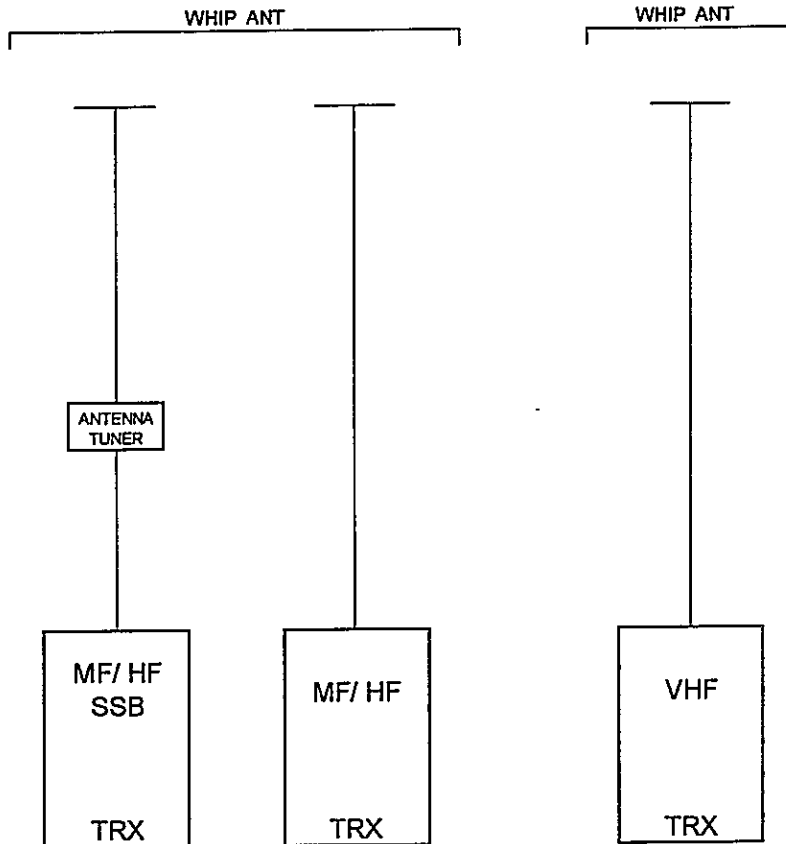 WHIP ANT
WHIP ANT
ANTENNA
TUNER
MF/ HF
SSB
TRX
MF/ HF
TRX
VHF
TRX